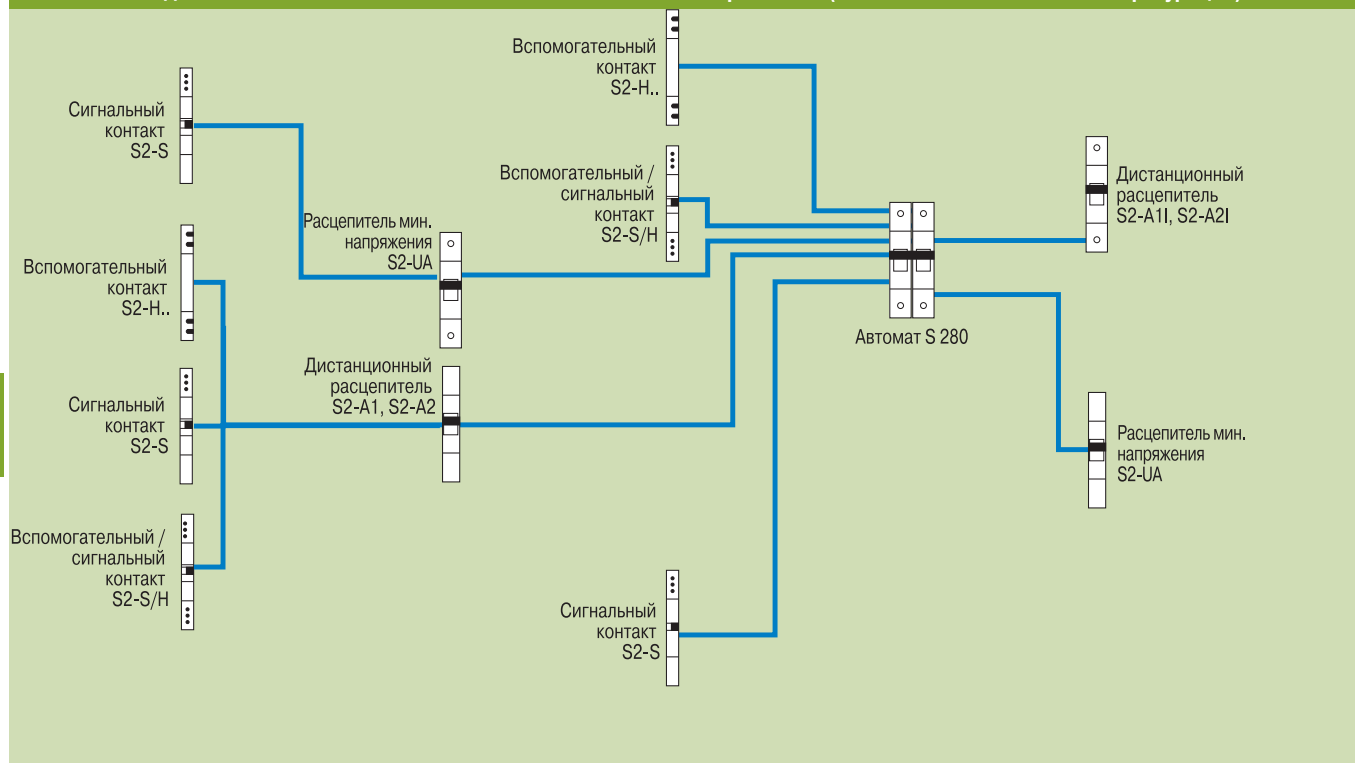 Вспомогательный
контакт
S2-H..
Сигнальный
контакт
S2-S
Вспомогательный /
сигнальный
контакт
S2-S/H
Дистанционный
расцепитель
S2-A1I, S2-A2I
Расцепитель мин.
напряжения
S2-UA
Вспомогательный
контакт
S2-H..
Автомат S 280
Дистанционный
расцепитель
S2-A1, S2-A2
Сигнальный
контакт
S2-S
Расцепитель мин.
напряжения
S2-UA
Вспомогательный /
сигнальный
контакт
S2-S/H
Сигнальный
контакт
S2-S